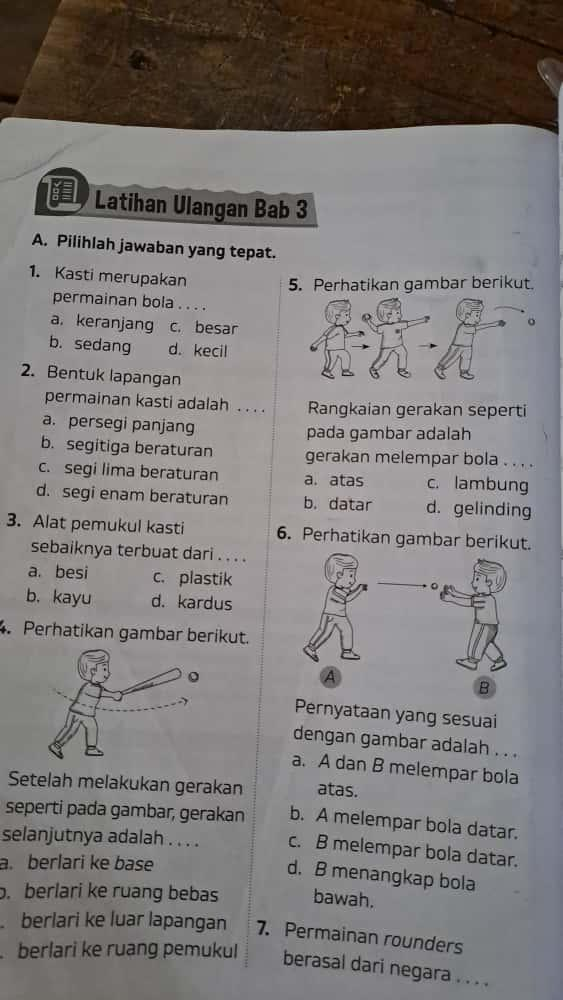 Latihan Ulangan Bab 3
A. Pilihlah jawaban yang tepat.
1. Kasti merupakan
permainan bola . . . .
a. keranjang c. besar
b. sedang d. kecil
2. Bentuk lapangan
permainan kasti adalah . . . .
a. persegi panjang
b. segitiga beraturan
c. segi lima beraturan
d. segi enam beraturan
3. Alat pemukul kasti
sebaiknya terbuat dari . . . .
a. besi c. plastik
b. kayu d. kardus
4. Perhatikan gambar berikut.
Setelah melakukan gerakan
seperti pada gambar, gerakan
selanjutnya adalah . . . .
a. berlari ke base
b. berlari ke ruang bebas
. berlari ke luar lapangan
. berlari ke ruang pemukul
5. Perhatikan gambar berikut.
Rangkaian gerakan seperti
pada gambar adalah
gerakan melempar bola . . . .
a. atas c. lambung
b. datar d. gelinding
6. Perhatikan gambar berikut.
A
B
Pernyataan yang sesuai
dengan gambar adalah . . .
a. A dan B melempar bola
atas.
b. A melempar bola datar.
c. B melempar bola datar.
d. B menangkap bola
bawah.
7. Permainan rounders
berasal dari negara . . . .